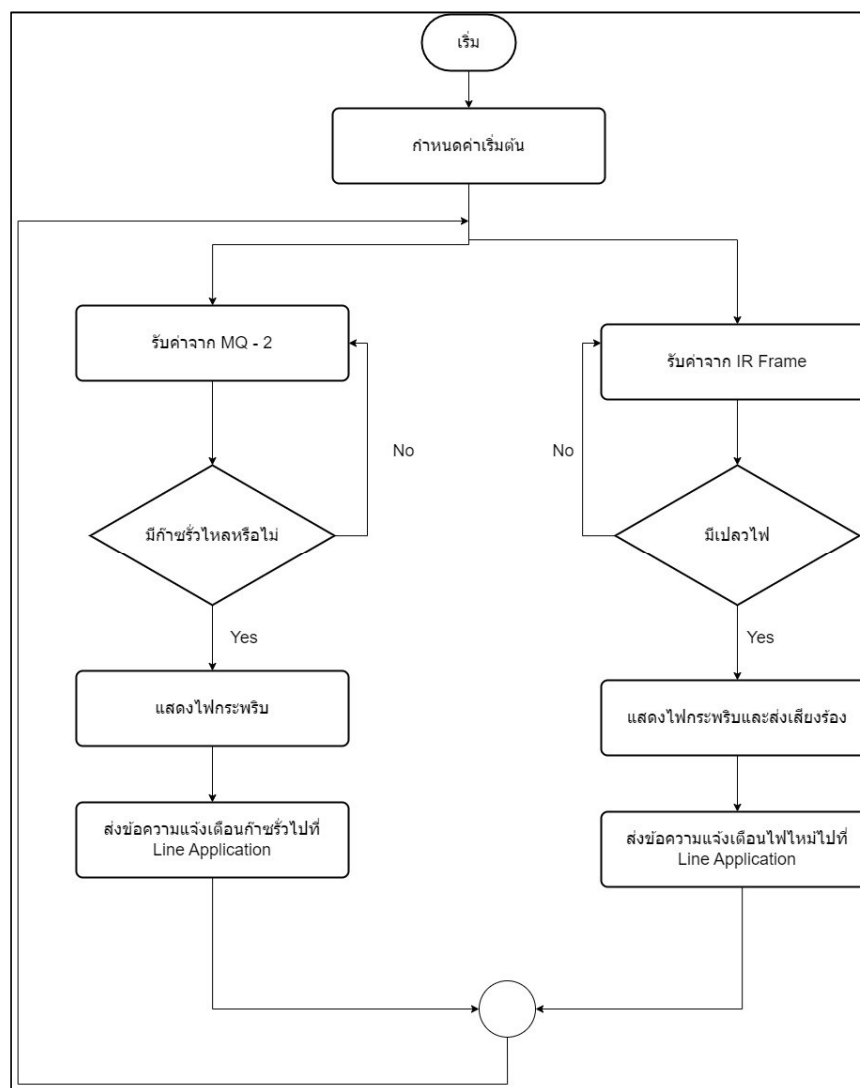 เริ่ม
กำหนดค่าเริ่มต้น
รับค่าจาก MQ - 2
รับค่าจาก IR Frame
No
No
มีก๊าซรั่วไหลหรือไม่
มีเปลวไฟ
Yes
Yes
แสดงไฟกระพริบ
แสดงไฟกระพริบและส่งเสียงร้อง
ส่งข้อความแจ้งเตือนก๊าซรั่วไปที่
Line Application
ส่งข้อความแจ้งเตือนไฟไหม้ไปที่
Line Application